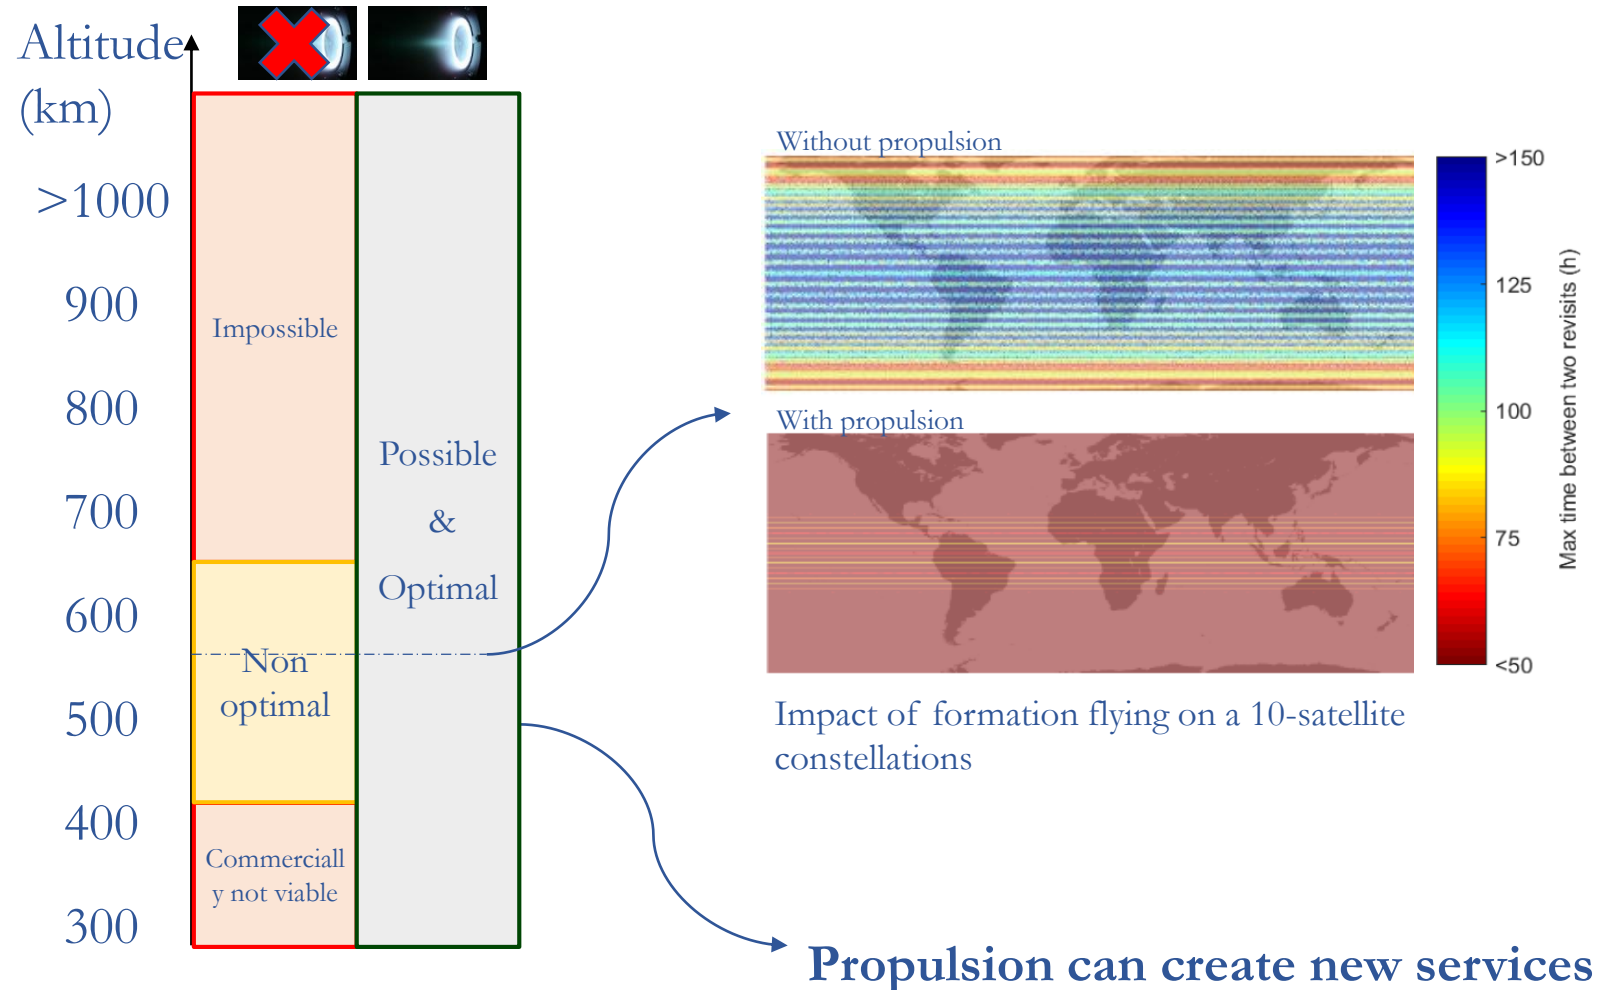 Altitude
(km)
>1000
900
800
700
600
500
400
300
Impossible
Non
optimal
Commerciall
y not viable
Possible
&
Optimal
Without propulsion
With propulsion
>150
125
100
75
<50
Max time between two revisits (h)
Impact of formation flying on a 10-satellite
constellations
Propulsion can create new services